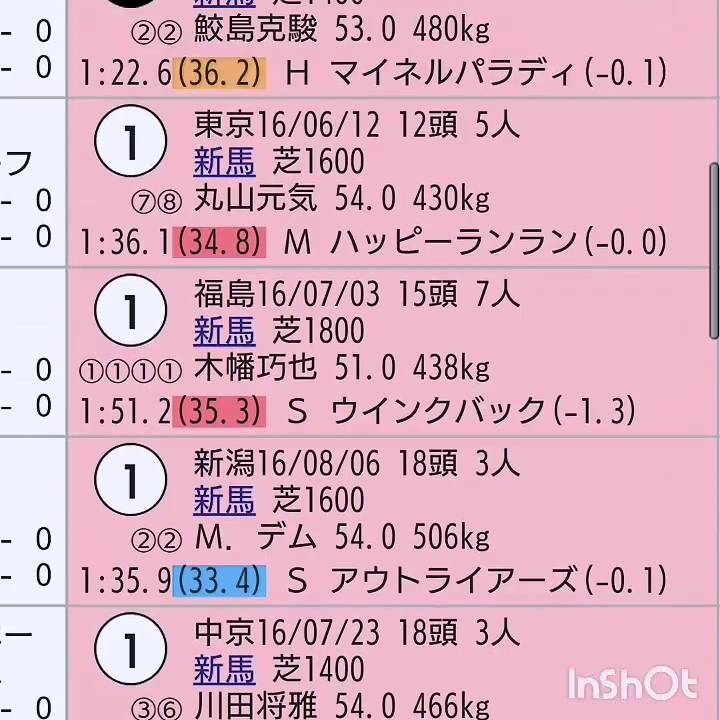 - 0
②② 鮫島克駿 53.0 480kg
- 0
1:22.6(36.2) H マイネルパラディ(-0.1)
1
東京16/06/12 12頭 5人
フ
新馬 芝1600
- 0
⑦⑧ 丸山元気 54.0 430kg
- 0
1:36.1(34.8) M ハッピーランラン(-0.0)
1
福島16/07/03 15頭 7人
新馬 芝1800
- 0
①①①① 木幡巧也 51.0 438kg
- 0
1:51.2(35.3) S ウインクバック(-1.3)
1
新潟16/08/06 18頭 3人
新馬 芝1600
- 0
②② M. デム 54.0 506kg
- 0
1:35.9(33.4) S アウトライアーズ(-0.1)
ー
1
中京16/07/23 18頭 3人
新馬 芝1400
- 0
③⑥ 川田将雅 54.0 466kg
InShOt